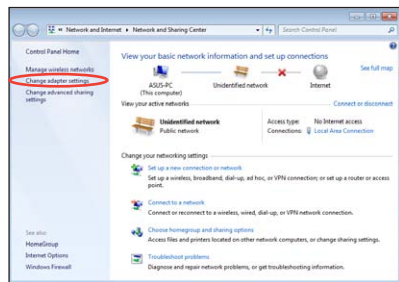 « Network and Internet ▸ Network and Sharing Center
Search Control Panel
Control Panel Home
Manage wireless networks
Change adapter settings
Change advanced sharing
settings
See also
HomeGroup
Internet Options
Windows Firewall
View your basic network information and set up connections
See full map
ASUS-PC
(This computer)
Unidentified network
Internet
View your active networks
Connect or disconnect
Unidentified network
Public network
Access type: No Internet access
Connections: Local Area Connection
Change your networking settings
Set up a new connection or network
Set up a wireless, broadband, dial-up, ad hoc, or VPN connection; or set up a router or access
point.
Connect to a network
Connect or reconnect to a wireless, wired, dial-up, or VPN network connection.
Choose homegroup and sharing options
Access files and printers located on other network computers, or change sharing settings.
Troubleshoot problems
Diagnose and repair network problems, or get troubleshooting information.